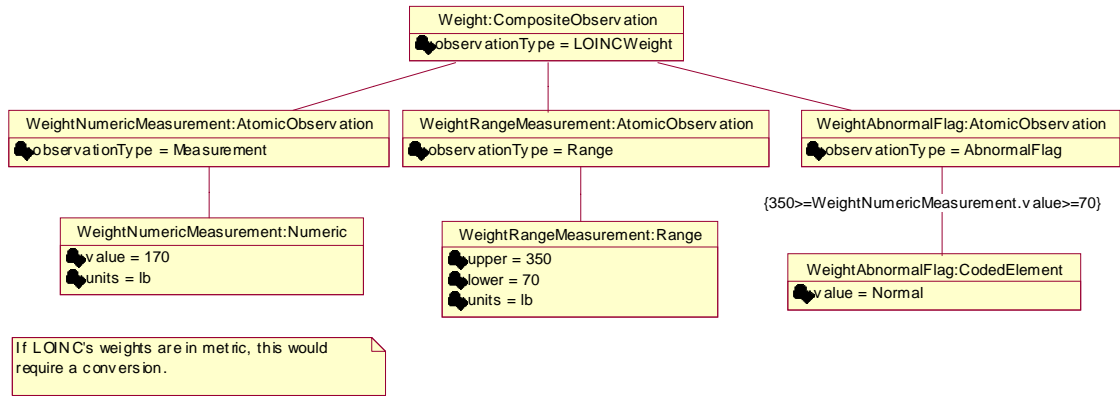 Weight:CompositeObservation
observationType = LOINCWeight
WeightNumericMeasurement:AtomicObservation
observationType = Measurement
WeightRangeMeasurement:AtomicObservation
observationType = Range
WeightAbnormalFlag:AtomicObservation
observationType = AbnormalFlag
{350>=WeightNumericMeasurement.value>=70}
WeightNumericMeasurement:Numeric
value = 170
units = lb
WeightRangeMeasurement:Range
upper = 350
lower = 70
units = lb
WeightAbnormalFlag:CodedElement
value = Normal
If LOINC's weights are in metric, this would
require a conversion.